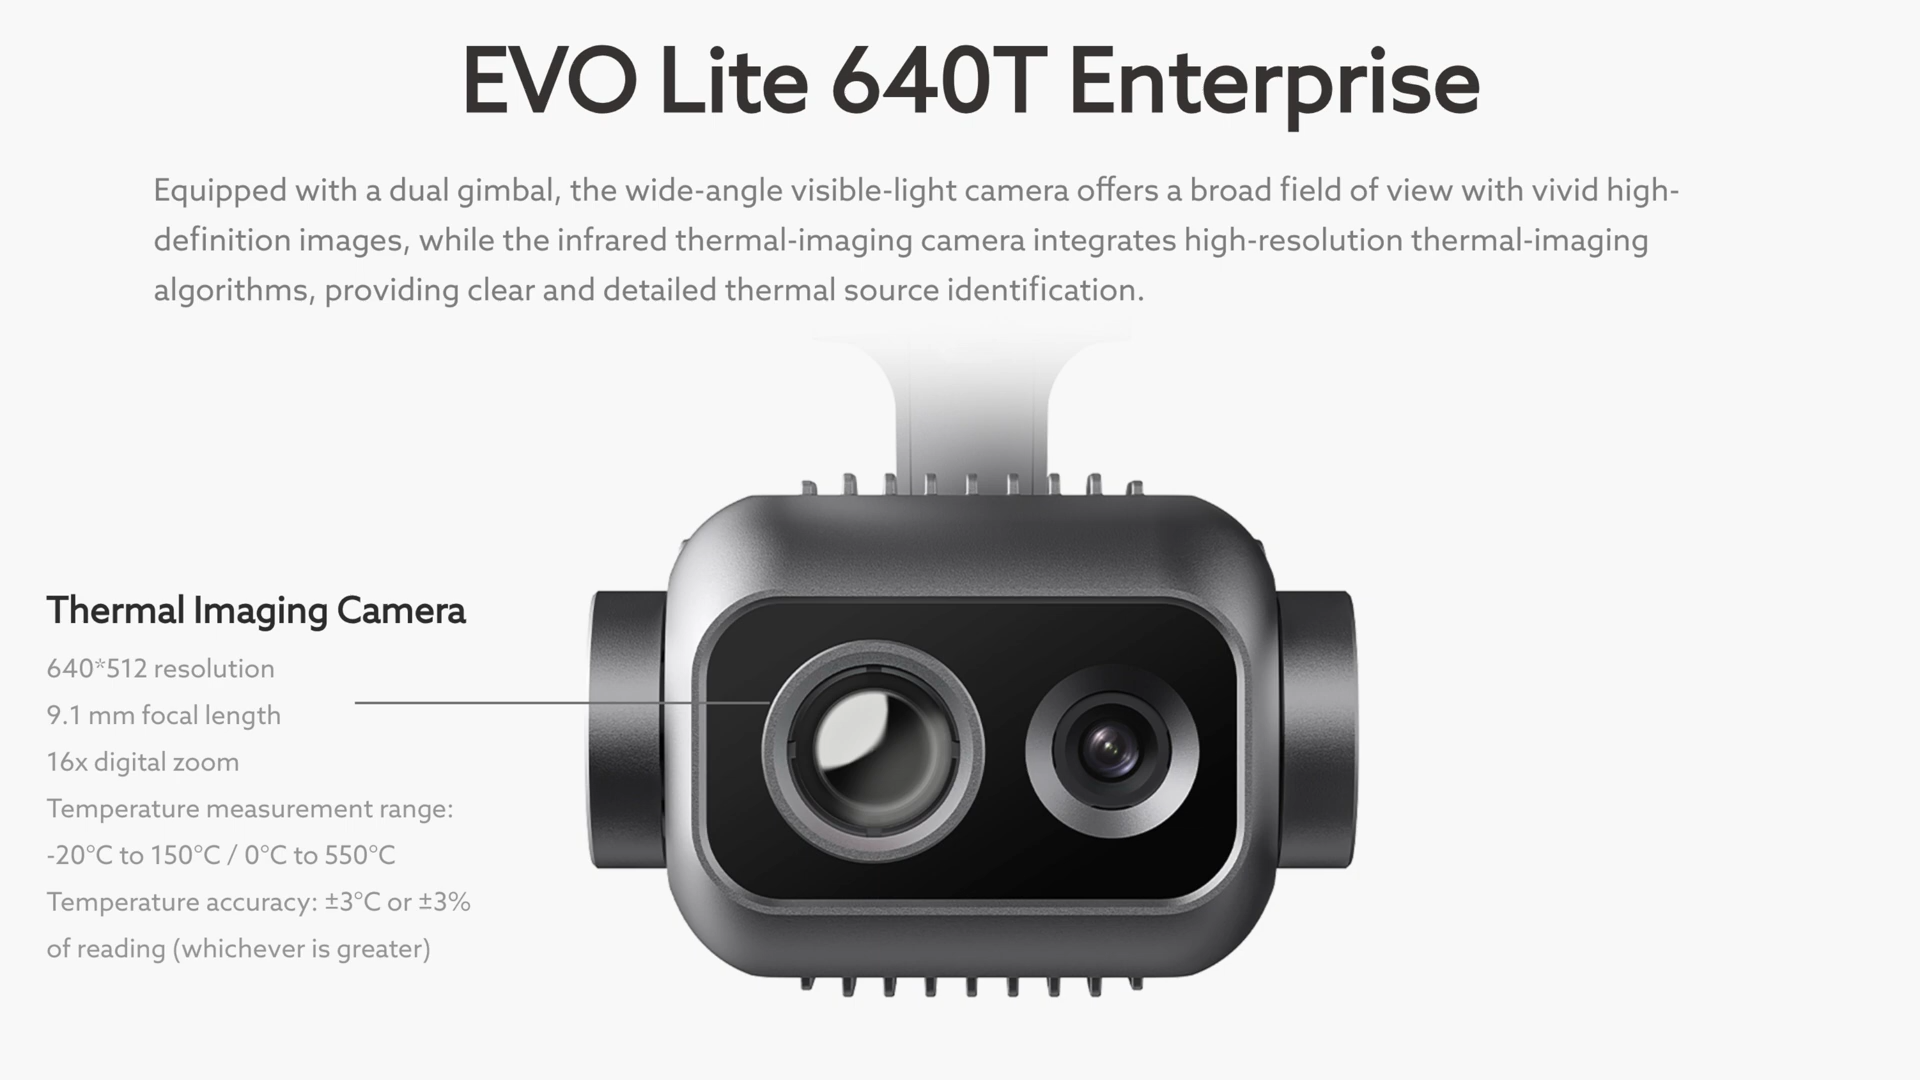 EVO Lite 640T Enterprise
Equipped with a dual gimbal, the wide-angle visible-light camera offers a broad field of view with vivid high-
definition images, while the infrared thermal-imaging camera integrates high-resolution thermal-imaging
algorithms, providing clear and detailed thermal source identification.
Thermal Imaging Camera
640*512 resolution
9.1 mm focal length
16x digital zoom
Temperature measurement range:
-20°C to 150°C / 0°C to 550°C
Temperature accuracy: ±3°C or ±3%
of reading (whichever is greater)